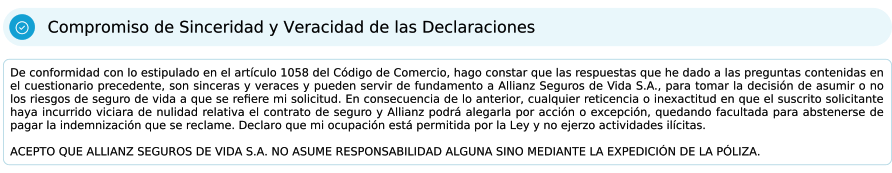 Compromiso de Sinceridad y Veracidad de las Declaraciones
De conformidad con lo estipulado en el artículo 1058 del Código de Comercio, hago constar que las respuestas que he dado a las preguntas contenidas en
el cuestionario precedente, son sinceras y veraces y pueden servir de fundamento a Allianz Seguros de Vida S.A., para tomar la decisión de asumir o no
los riesgos de seguro de vida a que se refiere mi solicitud. En consecuencia de lo anterior, cualquier reticencia o inexactitud en que el suscrito solicitante
haya incurrido viciara de nulidad relativa el contrato de seguro y Allianz podrá alegarla por acción o excepción, quedando facultada para abstenerse de
pagar la indemnización que se reclame. Declaro que mi ocupación está permitida por la Ley y no ejerzo actividades ilícitas.
ACEPTO QUE ALLIANZ SEGUROS DE VIDA S.A. NO ASUME RESPONSABILIDAD ALGUNA SINO MEDIANTE LA EXPEDICIÓN DE LA PÓLIZA.